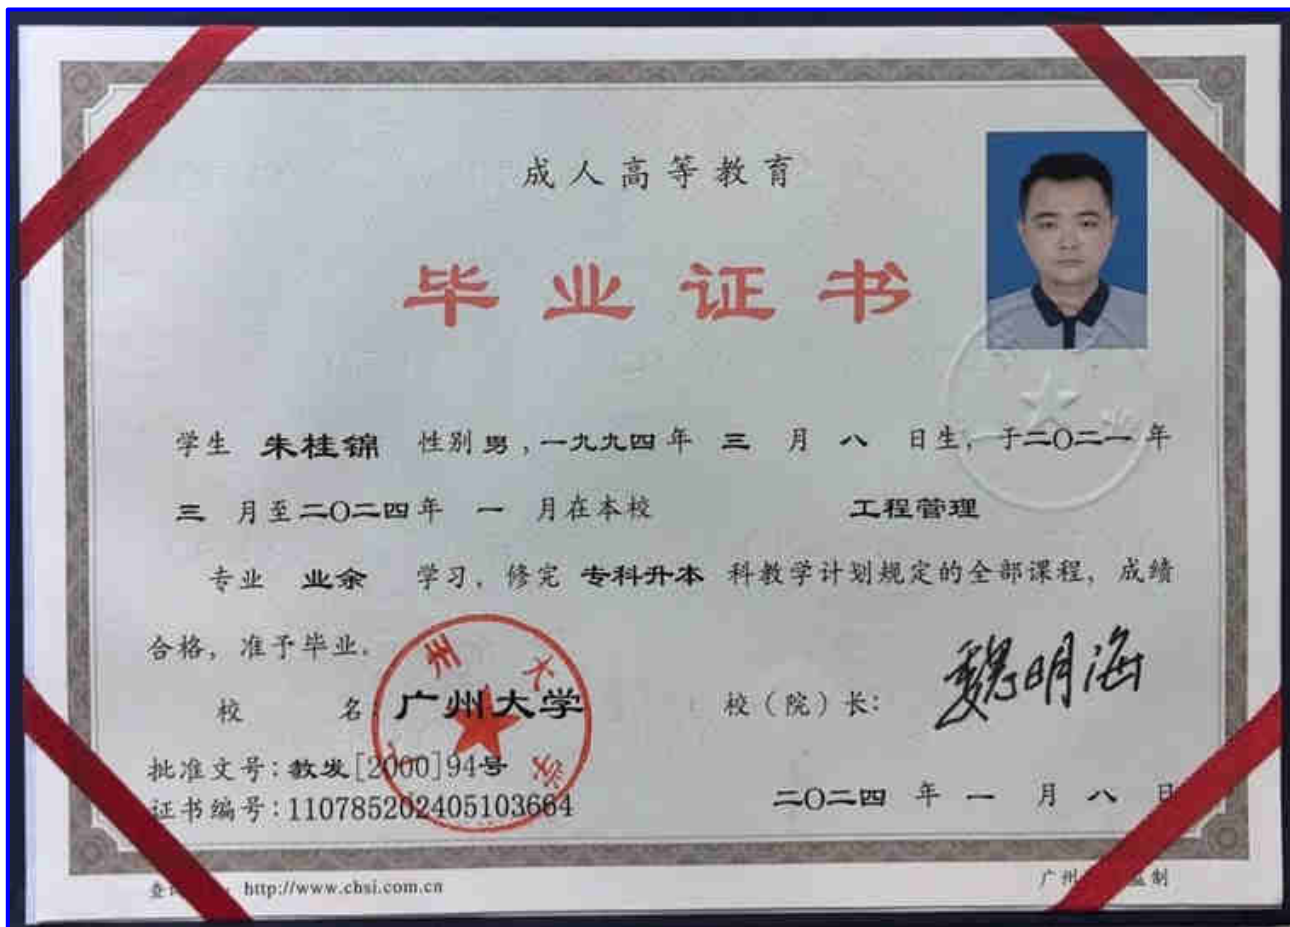 成人高等教育
毕业证书
学生 朱桂锦 性别 男，一九九四年 三 月 八 日生，于二〇二一年
三 月至二〇二四年 一 月在本校 工程管理
专业 业余 学习，修完 专科升本 科教学计划规定的全部课程，成绩
合格，准予毕业。
校 名：广州大学 校（院）长：魏明海
广州大学
批准文号：教发[2000]94号
证书编号：110785202405103664
二〇二四 年 一 月 八 日
http://www.chsi.com.cn